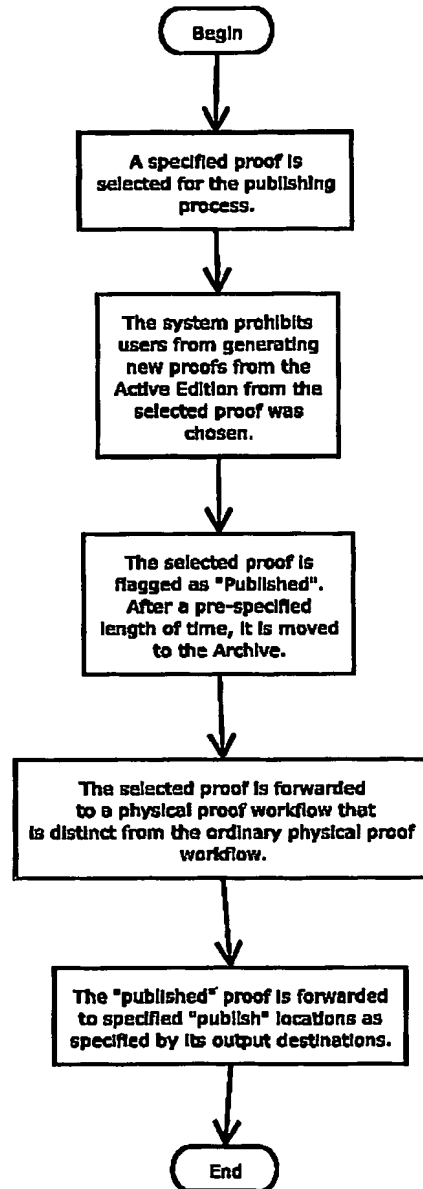 Begin
A specified proof is
selected for the publishing
process.
The system prohibits
users from generating
new proofs from the
Active Edition from the
selected proof was
chosen.
The selected proof is
flagged as "Published".
After a pre-specified
length of time, it is moved
to the Archive.
The selected proof is forwarded
to a physical proof workflow that
is distinct from the ordinary physical proof
workflow.
The "published" proof is forwarded
to specified "publish" locations as
specified by its output destinations.
End